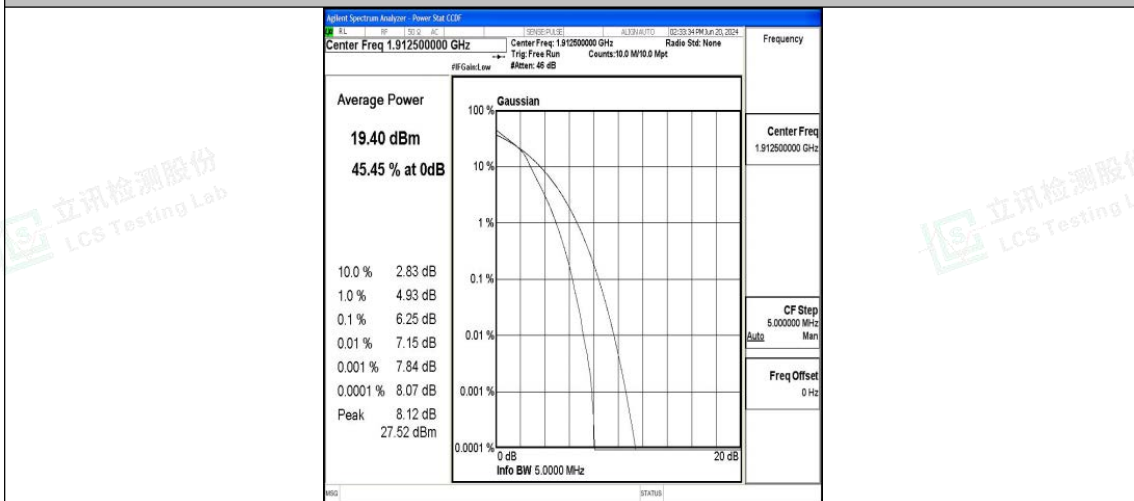 Agilent Spectrum Analyzer - Power Stat CCDF
RL RF 50 Ω AC SENSE:PULSE ALIGN AUTO 02:33:34 PM Jun 20, 2024
Center Freq 1.912500000 GHz
Center Freq: 1.912500000 GHz Radio Std: None
Trig: Free Run Counts:10.0 M/10.0 Mpt
#IFGain:Low #Atten: 46 dB
Frequency
Average Power
19.40 dBm
45.45 % at 0dB
10.0 % 2.83 dB
1.0 % 4.93 dB
0.1 % 6.25 dB
0.01 % 7.15 dB
0.001 % 7.84 dB
0.0001 % 8.07 dB
Peak 8.12 dB
27.52 dBm
Gaussian
100 %
10 %
1 %
0.1 %
0.01 %
0.001 %
0.0001 %
0 dB 20 dB
Info BW 5.0000 MHz
Center Freq
1.912500000 GHz
CF Step
5.000000 MHz
Auto Man
Freq Offset
0 Hz
MSG STATUS
立讯检测股份
LCS Testing Lab
立讯检测股份
LCS Testing L